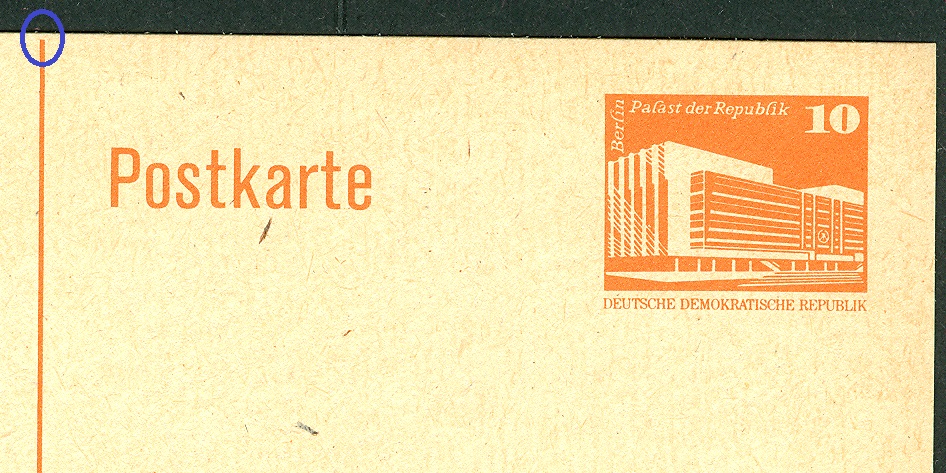 Postkarte
Berlin
Palast der Republik
10
DEUTSCHE DEMOKRATISCHE REPUBLIK